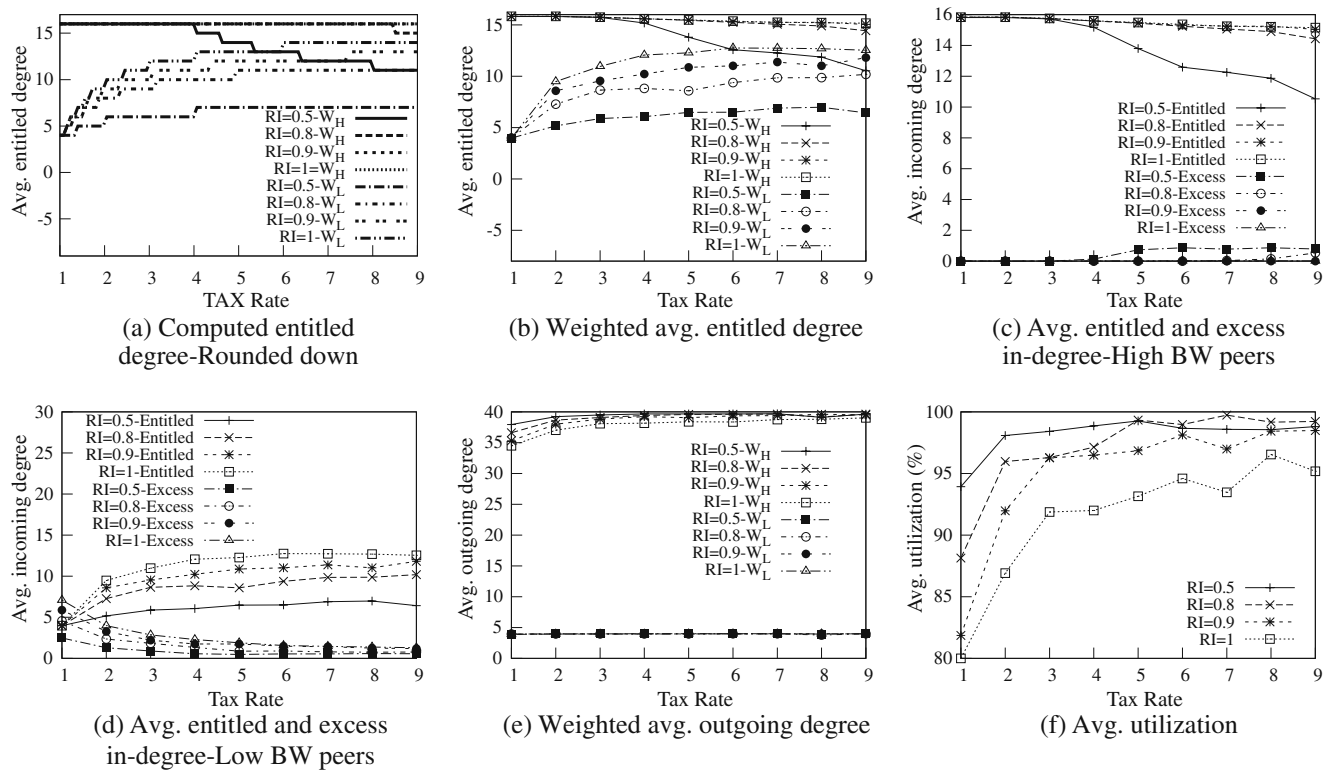 Avg. entitled degree
15
10
5
0
-5
RI=0.5-W_H
RI=0.8-W_H
RI=0.9-W_H
RI=1=W_H
RI=0.5-W_L
RI=0.8-W_L
RI=0.9-W_L
RI=1-W_L
1 2 3 4 5 6 7 8 9
TAX Rate
(a) Computed entitled
degree-Rounded down
Avg. entitled degree
15
10
5
0
-5
RI=0.5-W_H
RI=0.8-W_H
RI=0.9-W_H
RI=1-W_H
RI=0.5-W_L
RI=0.8-W_L
RI=0.9-W_L
RI=1-W_L
1 2 3 4 5 6 7 8 9
Tax Rate
(b) Weighted avg. entitled degree
Avg. incoming degree
16
14
12
10
8
6
4
2
0
RI=0.5-Entitled
RI=0.8-Entitled
RI=0.9-Entitled
RI=1-Entitled
RI=0.5-Excess
RI=0.8-Excess
RI=0.9-Excess
RI=1-Excess
1 2 3 4 5 6 7 8 9
Tax Rate
(c) Avg. entitled and excess
in-degree-High BW peers
Avg. incoming degree
30
25
20
15
10
5
0
RI=0.5-Entitled
RI=0.8-Entitled
RI=0.9-Entitled
RI=1-Entitled
RI=0.5-Excess
RI=0.8-Excess
RI=0.9-Excess
RI=1-Excess
1 2 3 4 5 6 7 8 9
Tax Rate
(d) Avg. entitled and excess
in-degree-Low BW peers
Avg. outgoing degree
40
35
30
25
20
15
10
5
0
RI=0.5-W_H
RI=0.8-W_H
RI=0.9-W_H
RI=1-W_H
RI=0.5-W_L
RI=0.8-W_L
RI=0.9-W_L
RI=1-W_L
1 2 3 4 5 6 7 8 9
Tax Rate
(e) Weighted avg. outgoing degree
Avg. utilization (%)
100
95
90
85
80
RI=0.5
RI=0.8
RI=0.9
RI=1
1 2 3 4 5 6 7 8 9
Tax Rate
(f) Avg. utilization